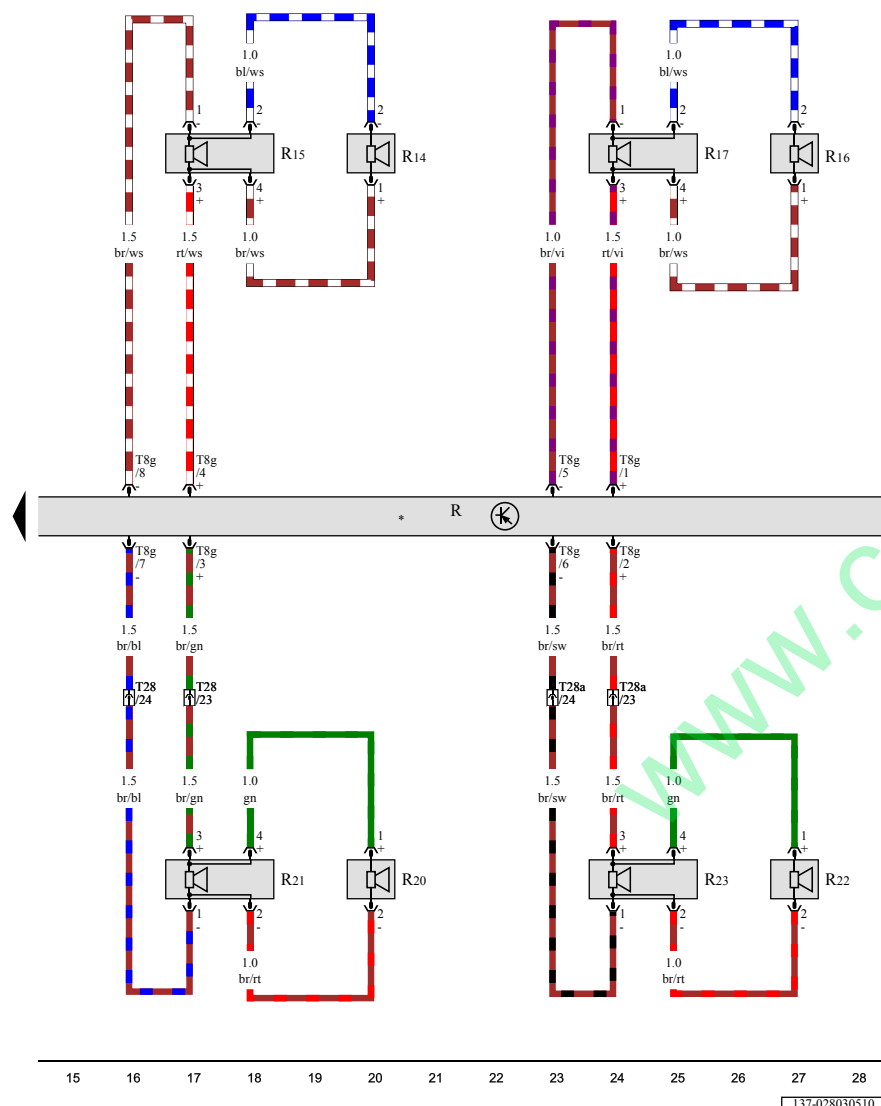 1.0
bl/ws
1.0
bl/ws
1
-
2
-
2
-
1
-
2
-
2
-
R15
R14
R17
R16
3
+
4
+
1
+
3
+
4
+
1
+
1.5
br/ws
1.5
rt/ws
1.0
br/ws
1.0
br/vi
1.5
rt/vi
1.0
br/ws
T8g
/8
-
T8g
/4
+
T8g
/5
-
T8g
/1
+
*
R
T8g
/7
-
T8g
/3
+
T8g
/6
-
T8g
/2
+
1.5
br/bl
1.5
br/gn
1.5
br/sw
1.5
br/rt
T28
/24
T28
/23
T28a
/24
T28a
/23
1.5
br/bl
1.5
br/gn
1.0
gn
1.5
br/sw
1.5
br/rt
1.0
gn
3
+
4
+
1
+
3
+
4
+
1
+
R21
R20
R23
R22
1
-
2
-
2
-
1
-
2
-
2
-
1.0
br/rt
1.0
br/rt
15 16 17 18 19 20 21 22 23 24 25 26 27 28
137-028030510
www.c